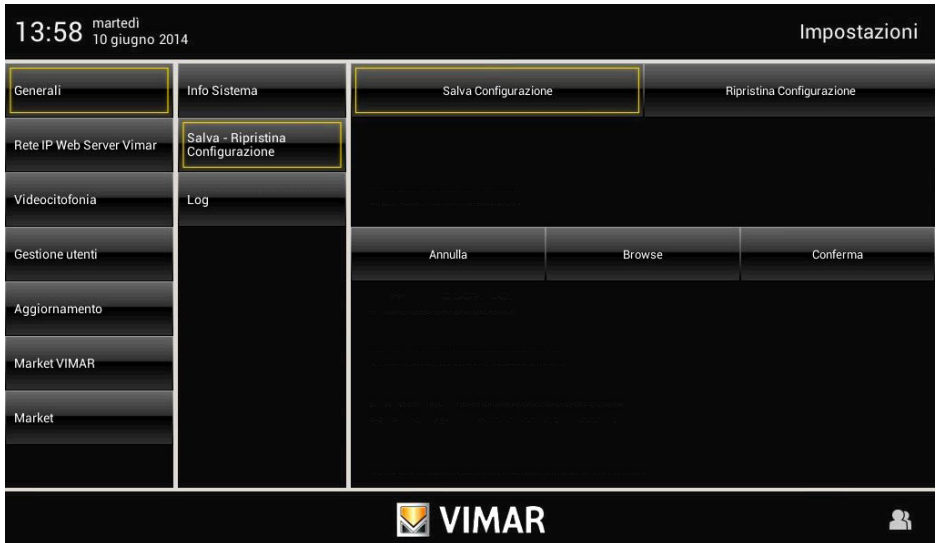 13:58
martedì
10 giugno 2014
Impostazioni
Generali
Rete IP Web Server Vimar
Videocitofonia
Gestione utenti
Aggiornamento
Market VIMAR
Market
Info Sistema
Salva - Ripristina
Configurazione
Log
Salva Configurazione
Ripristina Configurazione
Annulla
Browse
Conferma
VIMAR